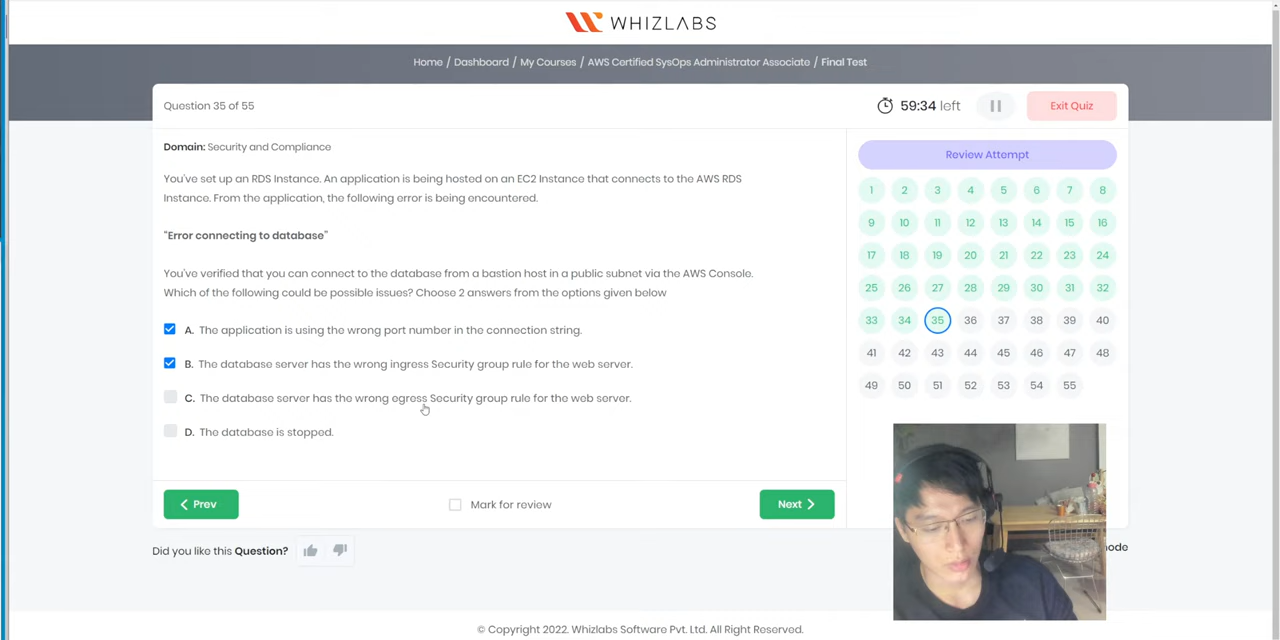 WHIZLABS
Home / Dashboard / My Courses / AWS Certified SysOps Administrator Associate / Final Test
Question 35 of 55
59:34 left
Exit Quiz
Domain: Security and Compliance
You've set up an RDS Instance. An application is being hosted on an EC2 Instance that connects to the AWS RDS
Instance. From the application, the following error is being encountered.
"Error connecting to database"
You've verified that you can connect to the database from a bastion host in a public subnet via the AWS Console.
Which of the following could be possible issues? Choose 2 answers from the options given below
A. The application is using the wrong port number in the connection string.
B. The database server has the wrong ingress Security group rule for the web server.
C. The database server has the wrong egress Security group rule for the web server.
D. The database is stopped.
Prev
Mark for review
Next
Review Attempt
1 2 3 4 5 6 7 8
9 10 11 12 13 14 15 16
17 18 19 20 21 22 23 24
25 26 27 28 29 30 31 32
33 34 35 36 37 38 39 40
41 42 43 44 45 46 47 48
49 50 51 52 53 54 55
Did you like this Question?
© Copyright 2022. Whizlabs Software Pvt. Ltd. All Right Reserved.